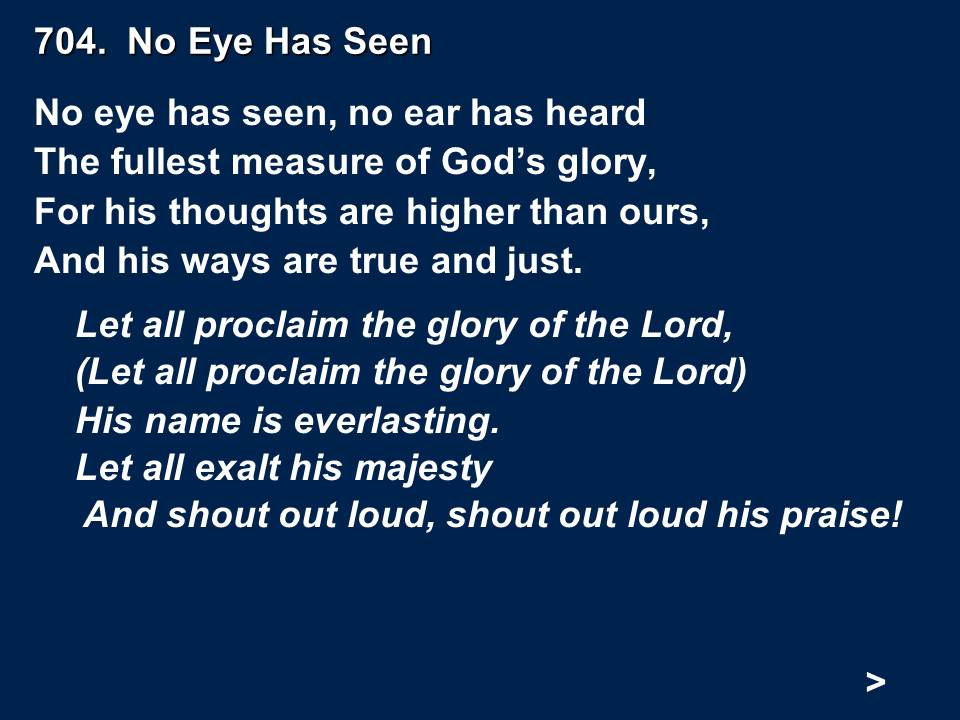 704.  No Eye Has Seen
No eye has seen, no ear has heard
The fullest measure of God’s glory,
For his thoughts are higher than ours,
And his ways are true and just.
Let all proclaim the glory of the Lord,
(Let all proclaim the glory of the Lord)
His name is everlasting.
Let all exalt his majesty
And shout out loud, shout out loud his praise!
>